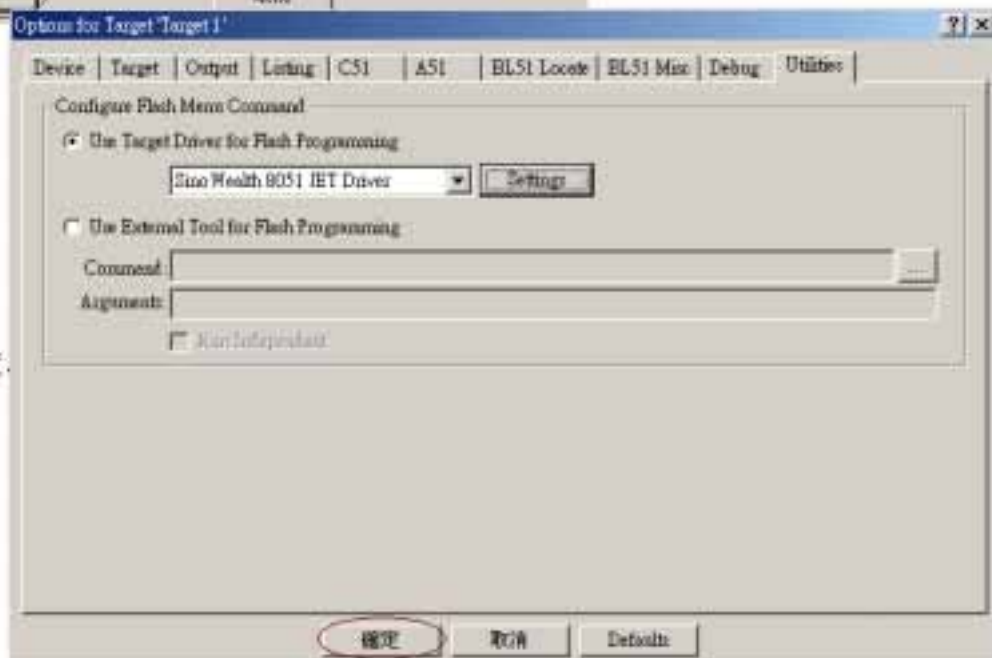 Options for Target 'Target 1'
Device Target Output Listing C51 A51 BL51 Locate BL51 Misc Debug Utilities
Configure Flash Menu Command
Use Target Driver for Flash Programming
Sino Wealth 8051 JET Driver Settings
Use External Tool for Flash Programming
Command: ...
Arguments:
Run Independent
確定 取消 Defaults